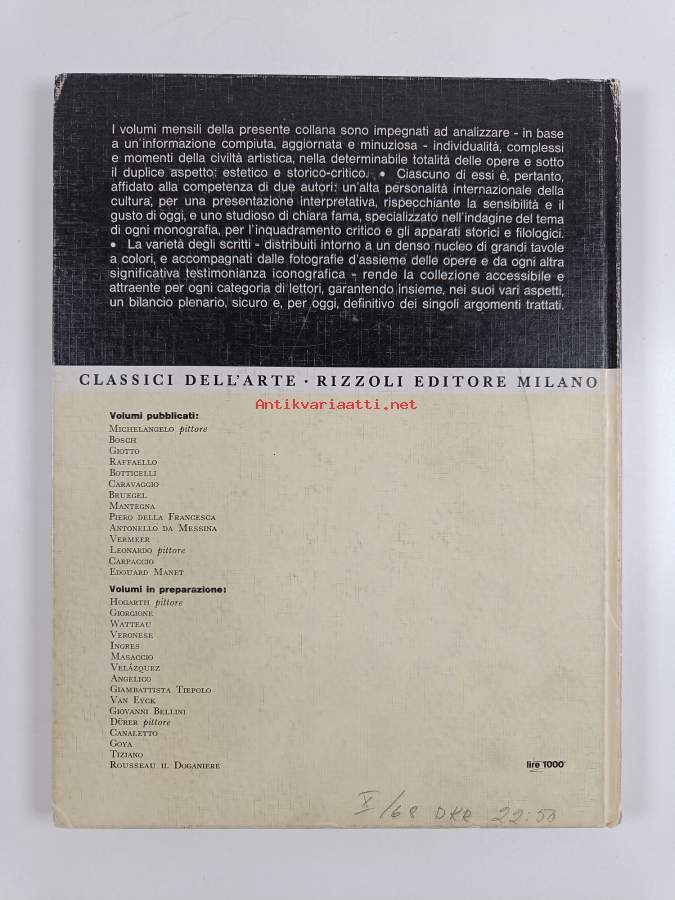 I volumi mensili della presente collana sono impegnati ad analizzare - in base
a un'informazione compiuta, aggiornata e minuziosa - individualità, complessi
e momenti della civiltà artistica, nella determinabile totalità delle opere e sotto
il duplice aspetto: estetico e storico-critico. • Ciascuno di essi è, pertanto,
affidato alla competenza di due autori: un'alta personalità internazionale della
cultura, per una presentazione interpretativa, rispecchiante la sensibilità e il
gusto di oggi, e uno studioso di chiara fama, specializzato nell'indagine del tema
di ogni monografia, per l'inquadramento critico e gli apparati storici e filologici.
• La varietà degli scritti - distribuiti intorno a un denso nucleo di grandi tavole
a colori, e accompagnati dalle fotografie d'assieme delle opere e da ogni altra
significativa testimonianza iconografica - rende la collezione accessibile e
attraente per ogni categoria di lettori, garantendo insieme, nei suoi vari aspetti,
un bilancio plenario, sicuro e, per oggi, definitivo dei singoli argomenti trattati.
CLASSICI DELL'ARTE · RIZZOLI EDITORE MILANO
Antikvariaatti.net
Volumi pubblicati:
MICHELANGELO pittore
BOSCH
GIOTTO
RAFFAELLO
BOTTICELLI
CARAVAGGIO
BRUEGEL
MANTEGNA
PIERO DELLA FRANCESCA
ANTONELLO DA MESSINA
VERMEER
LEONARDO pittore
CARPACCIO
EDOUARD MANET
Volumi in preparazione:
HOGARTH pittore
GIORGIONE
WATTEAU
VERONESE
INGRES
MASACCIO
VELÁZQUEZ
ANGELICO
GIAMBATTISTA TIEPOLO
VAN EYCK
GIOVANNI BELLINI
DÜRER pittore
CANALETTO
GOYA
TIZIANO
ROUSSEAU IL DOGANIERE
lire 1000
X/68 DKR 22:50